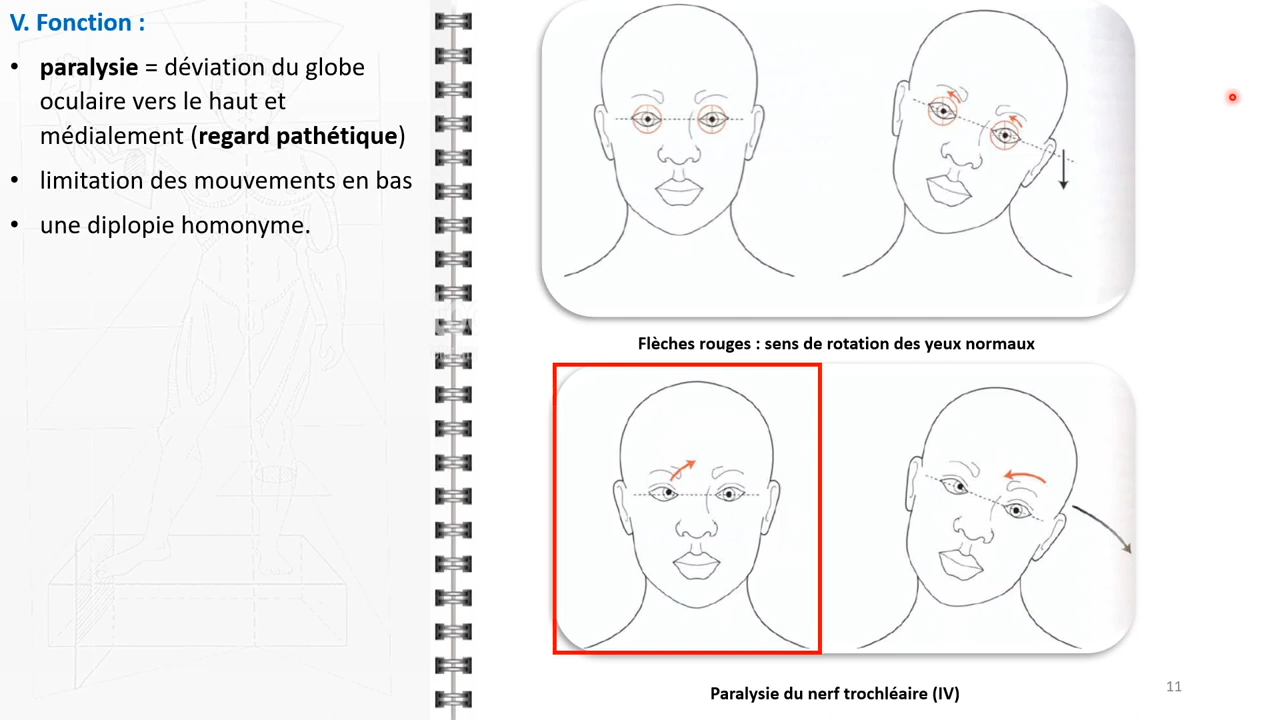 V. Fonction :
• paralysie = déviation du globe
oculaire vers le haut et
médialement (regard pathétique)
• limitation des mouvements en bas
• une diplopie homonyme.
Flèches rouges : sens de rotation des yeux normaux
Paralysie du nerf trochléaire (IV)
11